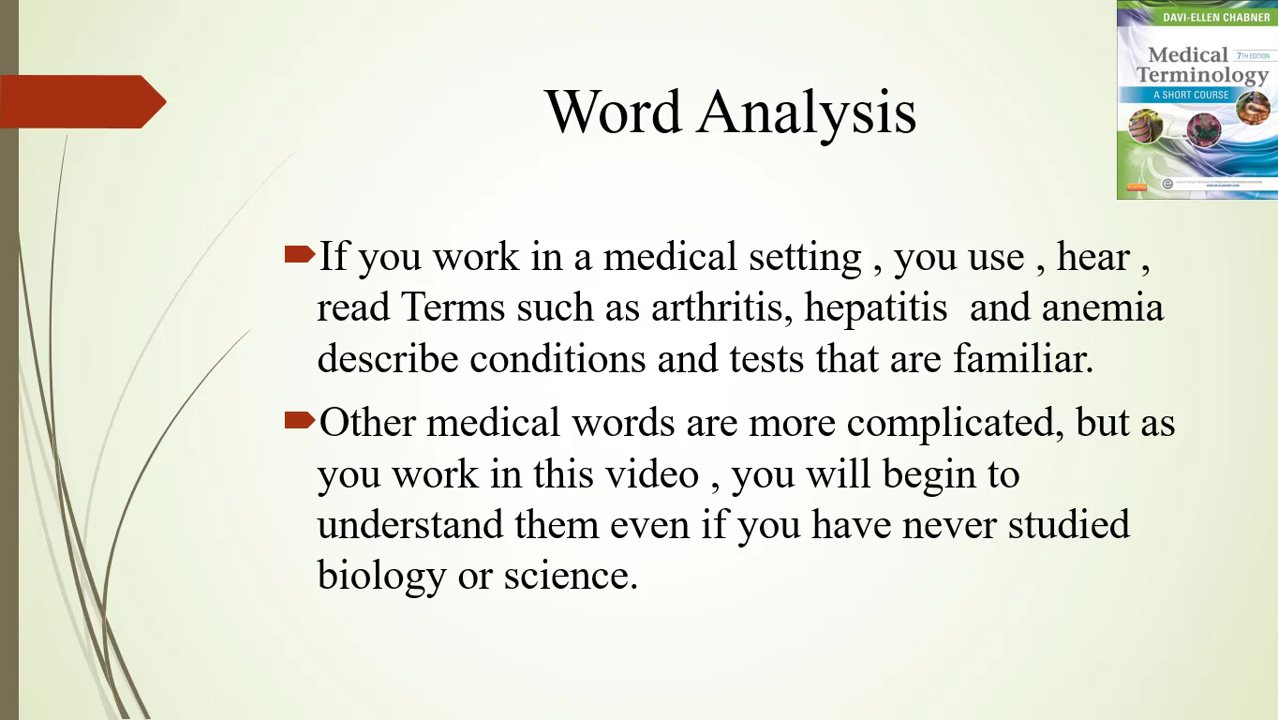 DAVI-ELLEN CHABNER
Medical 7TH EDITION
Terminology
A SHORT COURSE
Word Analysis
If you work in a medical setting , you use , hear ,
read Terms such as arthritis, hepatitis  and anemia
describe conditions and tests that are familiar.
Other medical words are more complicated, but as
you work in this video , you will begin to
understand them even if you have never studied
biology or science.